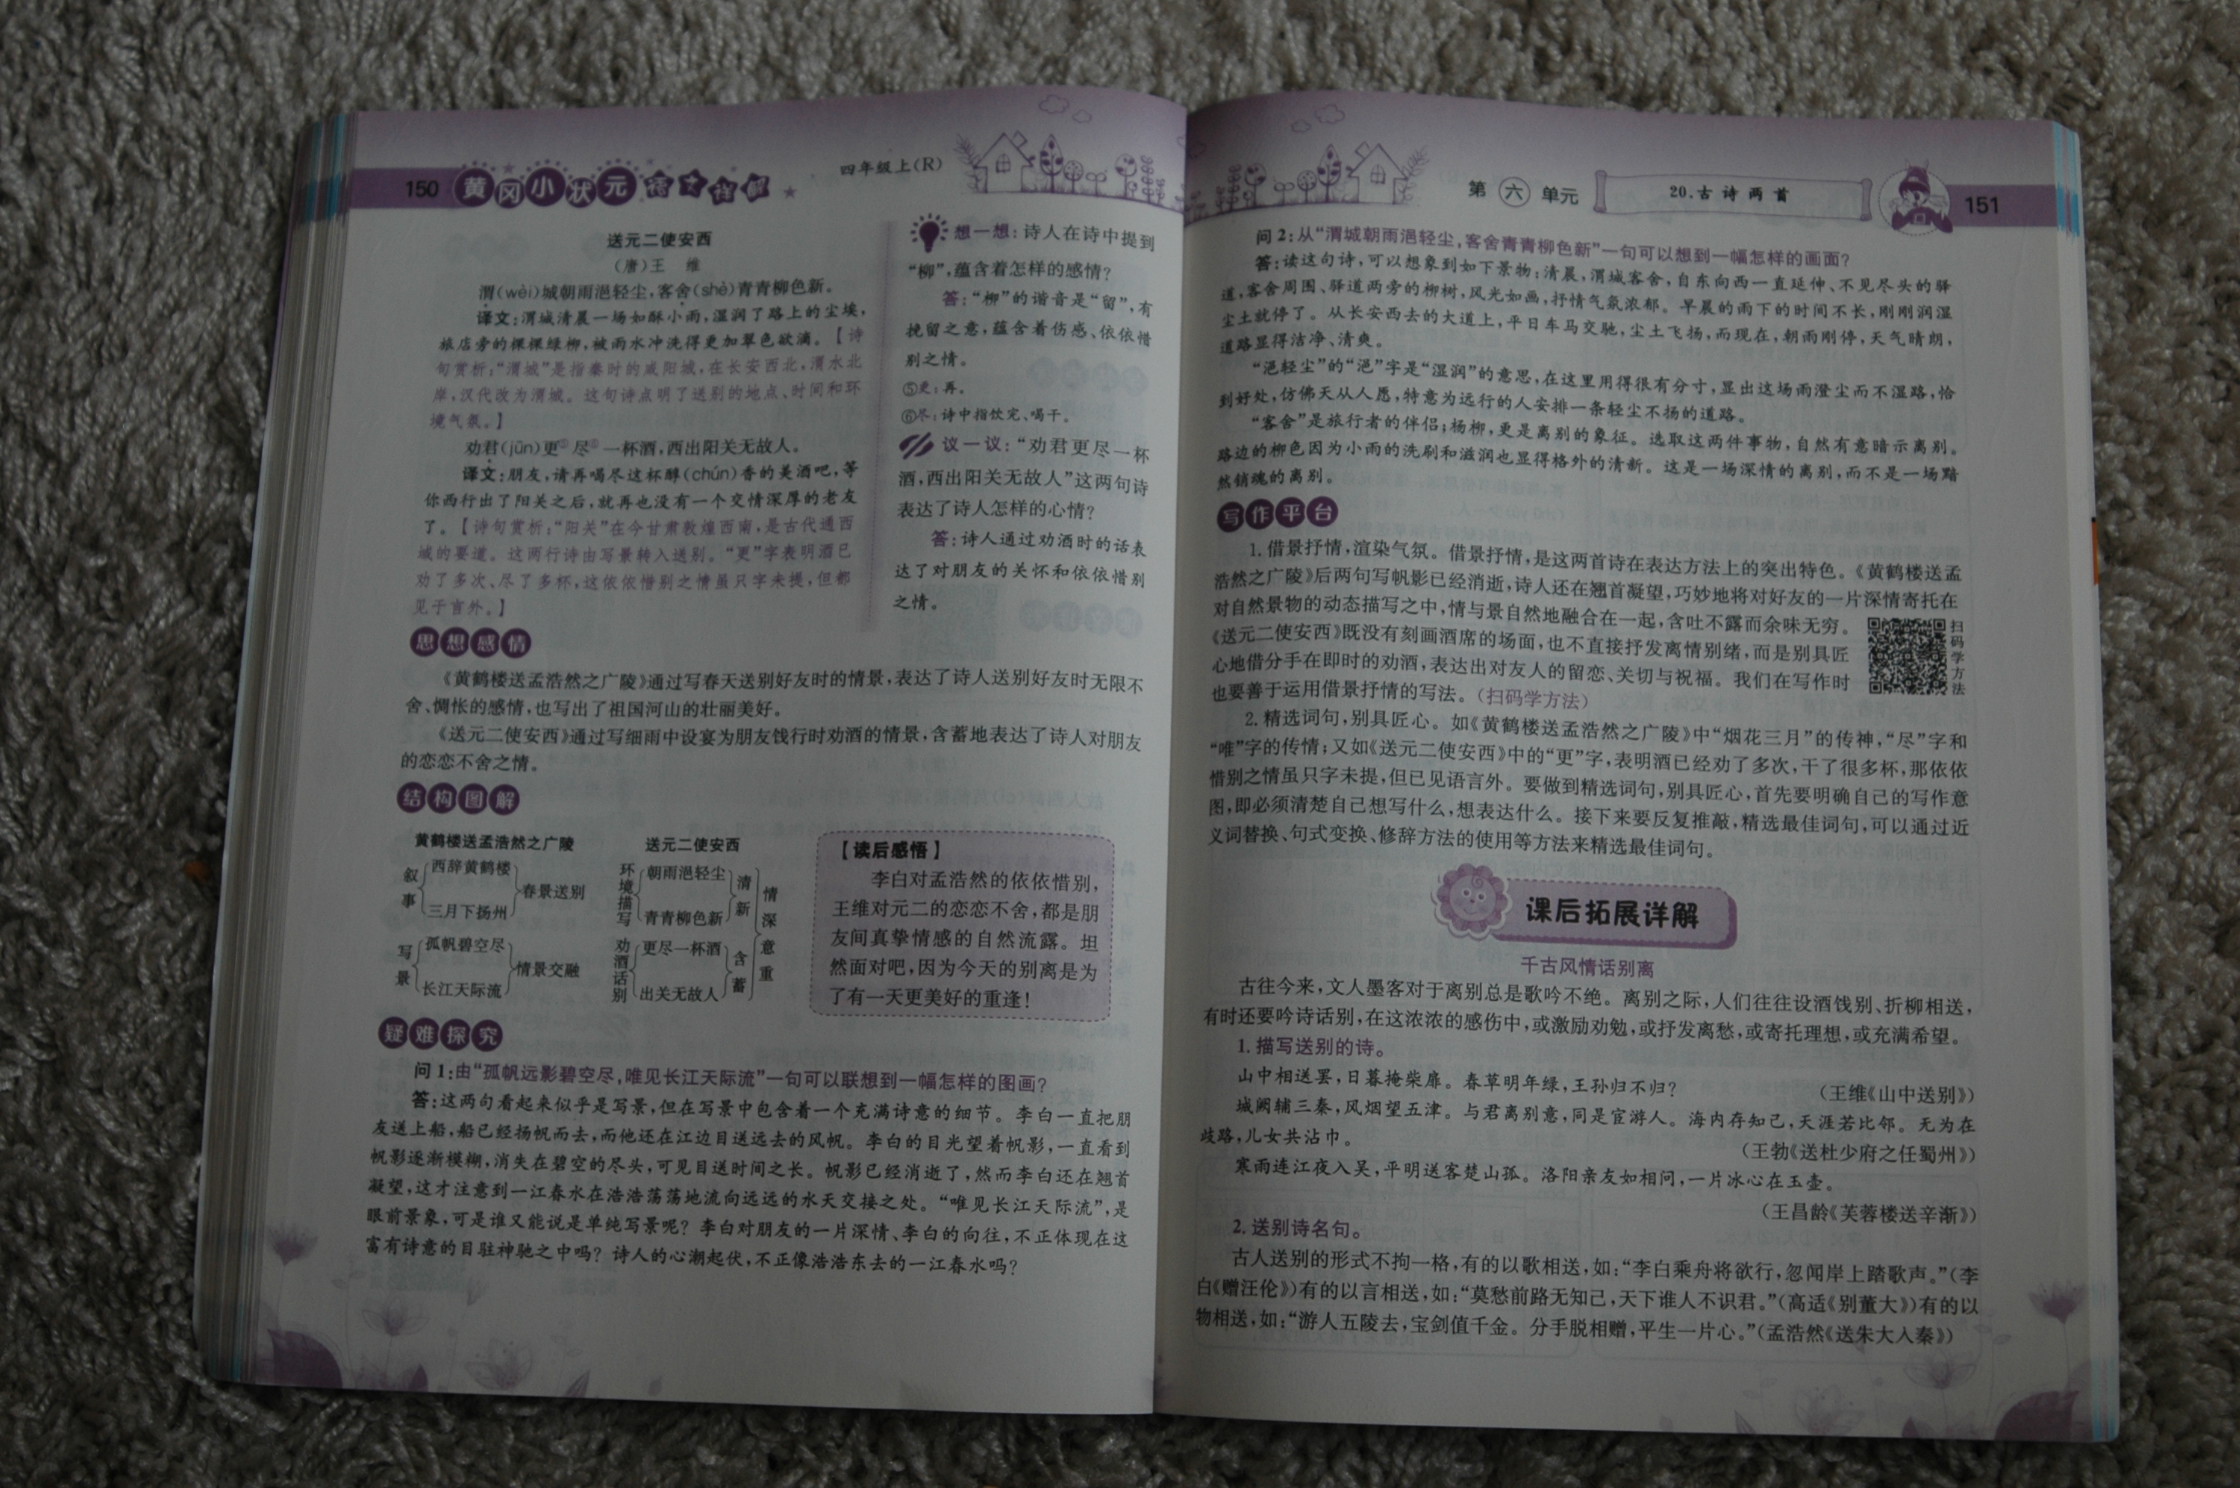 150 黄冈小状元 四年级上(R)
送元二使安西
(唐)王 维
渭(wèi)城朝雨浥轻尘,客舍(shè)青青柳色新。
译文:渭城清晨一场如酥小雨,湿润了路上的尘埃,
旅店旁的棵棵绿柳,被雨水冲洗得更加翠色欲滴。【诗
句赏析:“渭城”是指秦时的咸阳城,在长安西北,渭水北
岸,汉代改为渭城。这句诗点明了送别的地点、时间和环
境气氛。】
劝君(jūn)更⑤尽⑥一杯酒,西出阳关无故人。
译文:朋友,请再喝尽这杯醇(chún)香的美酒吧,等
你西行出了阳关之后,就再也没有一个交情深厚的老友
了。【诗句赏析:“阳关”在今甘肃敦煌西南,是古代通西
域的要道。这两行诗由写景转入送别。“更”字表明酒已
劝了多次,尽了多杯,这依依惜别之情虽只字未提,但都
见于言外。】
想一想:诗人在诗中提到
“柳”,蕴含着怎样的感情?
答:“柳”的谐音是“留”,有
挽留之意,蕴含着伤感、依依惜
别之情。
⑤更:再。
⑥尽:诗中指饮完、喝干。
议一议:“劝君更尽一杯
酒,西出阳关无故人”这两句诗
表达了诗人怎样的心情?
答:诗人通过劝酒时的话表
达了对朋友的关怀和依依惜别
之情。
思想感情
《黄鹤楼送孟浩然之广陵》通过写春天送别好友时的情景,表达了诗人送别好友时无限不
舍、惆怅的感情,也写出了祖国河山的壮丽美好。
《送元二使安西》通过写细雨中设宴为朋友饯行时劝酒的情景,含蓄地表达了诗人对朋友
的恋恋不舍之情。
结构图解
黄鹤楼送孟浩然之广陵
叙事
西辞黄鹤楼
三月下扬州
春景送别
写景
孤帆碧空尽
长江天际流
情景交融
送元二使安西
环境描写
朝雨浥轻尘
青青柳色新
清新
劝酒话别
更尽一杯酒
出关无故人
含蓄
情深意重
【读后感悟】
李白对孟浩然的依依惜别,
王维对元二的恋恋不舍,都是朋
友间真挚情感的自然流露。坦
然面对吧,因为今天的别离是为
了有一天更美好的重逢!
疑难探究
问1:由“孤帆远影碧空尽,唯见长江天际流”一句可以联想到一幅怎样的图画?
答:这两句看起来似乎是写景,但在写景中包含着一个充满诗意的细节。李白一直把朋
友送上船,船已经扬帆而去,而他还在江边目送远去的风帆。李白的目光望着帆影,一直看到
帆影逐渐模糊,消失在碧空的尽头,可见目送时间之长。帆影已经消逝了,然而李白还在翘首
凝望,这才注意到一江春水在浩浩荡荡地流向远远的水天交接之处。“唯见长江天际流”,是
眼前景象,可是谁又能说是单纯写景呢?李白对朋友的一片深情、李白的向往,不正体现在这
富有诗意的目驻神驰之中吗?诗人的心潮起伏,不正像浩浩东去的一江春水吗?
第六单元 20.古诗两首 151
问2:从“渭城朝雨浥轻尘,客舍青青柳色新”一句可以想到一幅怎样的画面?
答:读这句诗,可以想象到如下景物:清晨,渭城客舍,自东向西一直延伸、不见尽头的驿
道,客舍周围、驿道两旁的柳树,风光如画,抒情气氛浓郁。早晨的雨下的时间不长,刚刚润湿
尘土就停了。从长安西去的大道上,平日车马交驰,尘土飞扬,而现在,朝雨刚停,天气晴朗,
道路显得洁净、清爽。
“浥轻尘”的“浥”字是“湿润”的意思,在这里用得很有分寸,显出这场雨澄尘而不湿路,恰
到好处,仿佛天从人愿,特意为远行的人安排一条轻尘不扬的道路。
“客舍”是旅行者的伴侣;杨柳,更是离别的象征。选取这两件事物,自然有意暗示离别。
路边的柳色因为小雨的洗刷和滋润也显得格外的清新。这是一场深情的离别,而不是一场黯
然销魂的离别。
写作平台
1.借景抒情,渲染气氛。借景抒情,是这两首诗在表达方法上的突出特色。《黄鹤楼送孟
浩然之广陵》后两句写帆影已经消逝,诗人还在翘首凝望,巧妙地将对好友的一片深情寄托在
对自然景物的动态描写之中,情与景自然地融合在一起,含吐不露而余味无穷。
《送元二使安西》既没有刻画酒席的场面,也不直接抒发离情别绪,而是别具匠
心地借分手在即时的劝酒,表达出对友人的留恋、关切与祝福。我们在写作时
也要善于运用借景抒情的写法。(扫码学方法)
扫码学方法
2.精选词句,别具匠心。如《黄鹤楼送孟浩然之广陵》中“烟花三月”的传神,“尽”字和
“唯”字的传情;又如《送元二使安西》中的“更”字,表明酒已经劝了多次,干了很多杯,那依依
惜别之情虽只字未提,但已见语言外。要做到精选词句,别具匠心,首先要明确自己的写作意
图,即必须清楚自己想写什么,想表达什么。接下来要反复推敲,精选最佳词句,可以通过近
义词替换、句式变换、修辞方法的使用等方法来精选最佳词句。
课后拓展详解
千古风情话别离
古往今来,文人墨客对于离别总是歌吟不绝。离别之际,人们往往设酒饯别、折柳相送,
有时还要吟诗话别,在这浓浓的感伤中,或激励劝勉,或抒发离愁,或寄托理想,或充满希望。
1.描写送别的诗。
山中相送罢,日暮掩柴扉。春草明年绿,王孙归不归?
(王维《山中送别》)
城阙辅三秦,风烟望五津。与君离别意,同是宦游人。海内存知己,天涯若比邻。无为在
歧路,儿女共沾巾。
(王勃《送杜少府之任蜀州》)
寒雨连江夜入吴,平明送客楚山孤。洛阳亲友如相问,一片冰心在玉壶。
(王昌龄《芙蓉楼送辛渐》)
2.送别诗名句。
古人送别的形式不拘一格,有的以歌相送,如:“李白乘舟将欲行,忽闻岸上踏歌声。”(李
白《赠汪伦》)有的以言相送,如:“莫愁前路无知己,天下谁人不识君。”(高适《别董大》)有的以
物相送,如:“游人五陵去,宝剑值千金。分手脱相赠,平生一片心。”(孟浩然《送朱大入秦》)